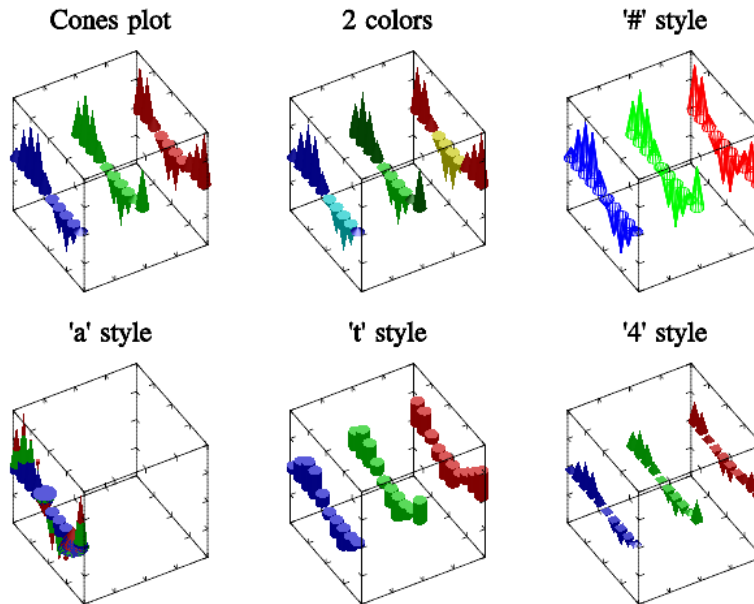 Cones plot
2 colors
'#' style
'a' style
't' style
'4' style